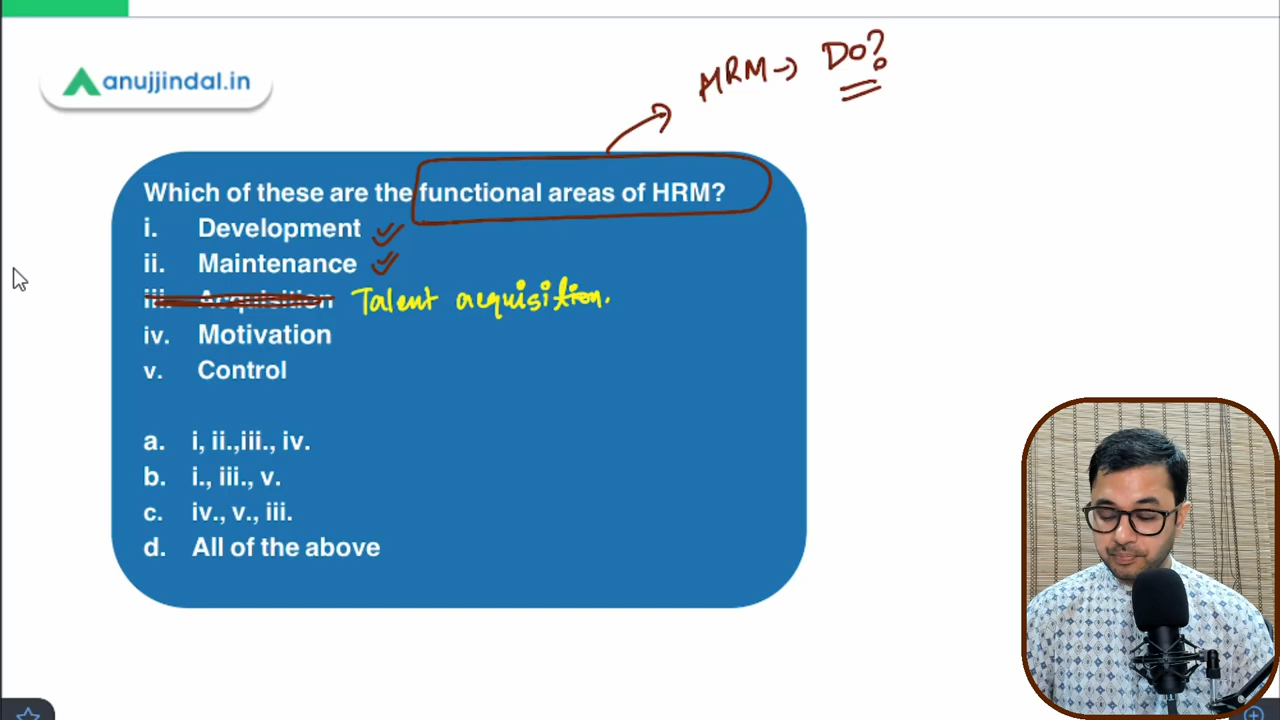 HRM → Do?
anujjindal.in
Which of these are the functional areas of HRM?
i. Development
ii. Maintenance
iii. Acquisition Talent acquisition.
iv. Motivation
v. Control
a. i, ii.,iii., iv.
b. i., iii., v.
c. iv., v., iii.
d. All of the above